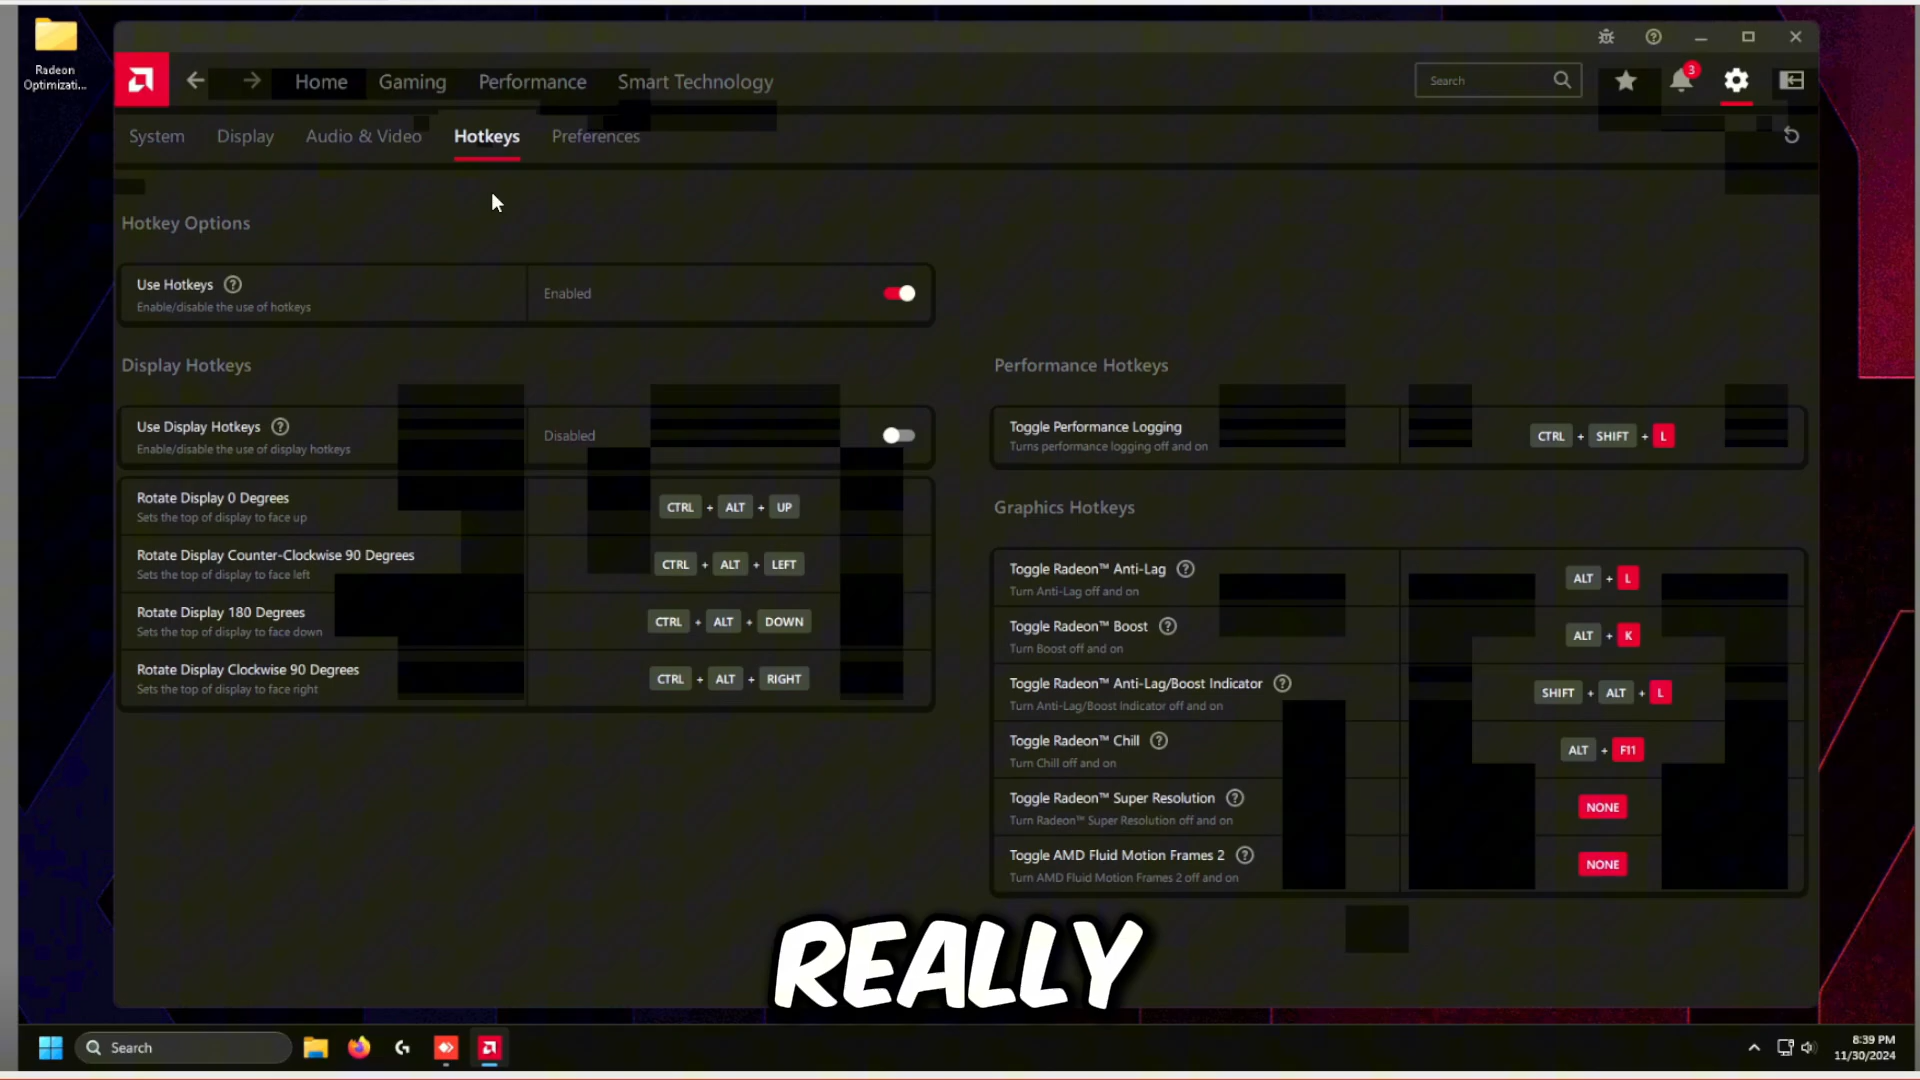 Radeon
Optimizati...
Home Gaming Performance Smart Technology
Search
3
System Display Audio & Video Hotkeys Preferences
Hotkey Options
Use Hotkeys ?
Enable/disable the use of hotkeys
Enabled
Display Hotkeys
Use Display Hotkeys ?
Enable/disable the use of display hotkeys
Disabled
Rotate Display 0 Degrees
Sets the top of display to face up
CTRL + ALT + UP
Rotate Display Counter-Clockwise 90 Degrees
Sets the top of display to face left
CTRL + ALT + LEFT
Rotate Display 180 Degrees
Sets the top of display to face down
CTRL + ALT + DOWN
Rotate Display Clockwise 90 Degrees
Sets the top of display to face right
CTRL + ALT + RIGHT
Performance Hotkeys
Toggle Performance Logging
Turns performance logging off and on
CTRL + SHIFT + L
Graphics Hotkeys
Toggle Radeon™ Anti-Lag ?
Turn Anti-Lag off and on
ALT + L
Toggle Radeon™ Boost ?
Turn Boost off and on
ALT + K
Toggle Radeon™ Anti-Lag/Boost Indicator ?
Turn Anti-Lag/Boost Indicator off and on
SHIFT + ALT + L
Toggle Radeon™ Chill ?
Turn Chill off and on
ALT + F11
Toggle Radeon™ Super Resolution ?
Turn Radeon™ Super Resolution off and on
NONE
Toggle AMD Fluid Motion Frames 2 ?
Turn AMD Fluid Motion Frames 2 off and on
NONE
REALLY
Search
8:39 PM
11/30/2024